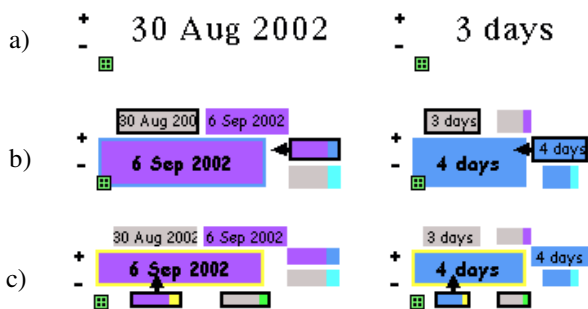 a) + 30 Aug 2002 + 3 days
- -
30 Aug 200 6 Sep 2002 3 days
b) + 6 Sep 2002 + 4 days 4 days
- -
30 Aug 2002 6 Sep 2002 3 days
c) + 6 Sep 2002 + 4 days 4 days
- -